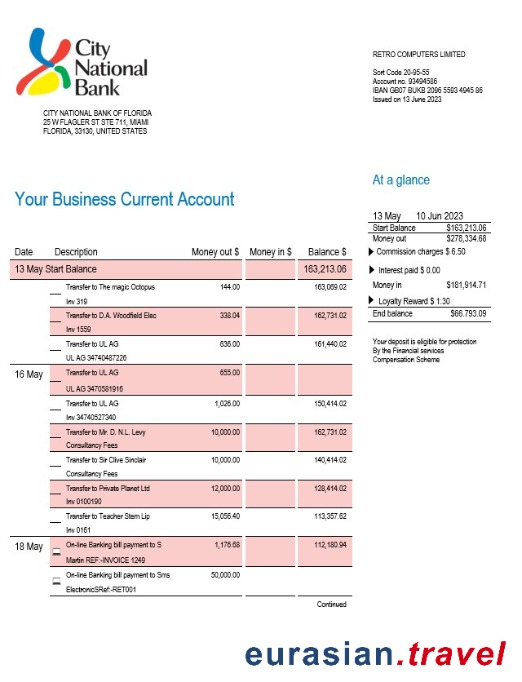 City
National
Bank
CITY NATIONAL BANK OF FLORIDA
25 W FLAGLER ST STE 711, MIAMI
FLORIDA, 33130, UNITED STATES
RETRO COMPUTERS LIMITED
Sort Code 20-95-55
Account no. 93494586
IBAN GB07 BUKB 2096 5593 4945 86
Issued on 13 June 2023
Your Business Current Account
At a glance
13 May 10 Jun 2023
Start Balance $163,213.06
Money out $278,334.68
Commission charges $ 6.50
Interest paid $ 0.00
Money in $181,914.71
Loyalty Reward $ 1.30
End balance $66.793.09
Your deposit is eligible for protection
By the Financial services
Compensation Scheme
Date Description Money out $ Money in $ Balance $
13 May Start Balance 163,213.06
Transfer to The magic Octopus 144.00 163,069.02
Inv 319
Transfer to D.A. Woodfield Elec 338.04 162,731.02
Inv 1559
Transfer to UL AG 636.00 161,440.02
UL AG 34740487226
16 May Transfer to UL AG 655.00
UL AG 3470581916
Transfer to UL AG 1,026.00 150,414.02
Inv 34740527340
Transfer to Mr. D. N.L. Levy 10,000.00 162,731.02
Consultancy Fees
Transfer to Sir Clive Sinclair 10,000.00 140,414.02
Consultancy Fees
Transfer to Private Planet Ltd 12,000.00 128,414.02
Inv 0100190
Transfer to Teacher Stem Lip 15,056.40 113,357.62
Inv 0161
18 May On-line Banking bill payment to S 1,176.68 112,180.94
Martin REF:-INVOICE 1249
On-line Banking bill payment to Sms 50,000.00
ElectronicSRef:-RET001
Continued
eurasian.travel